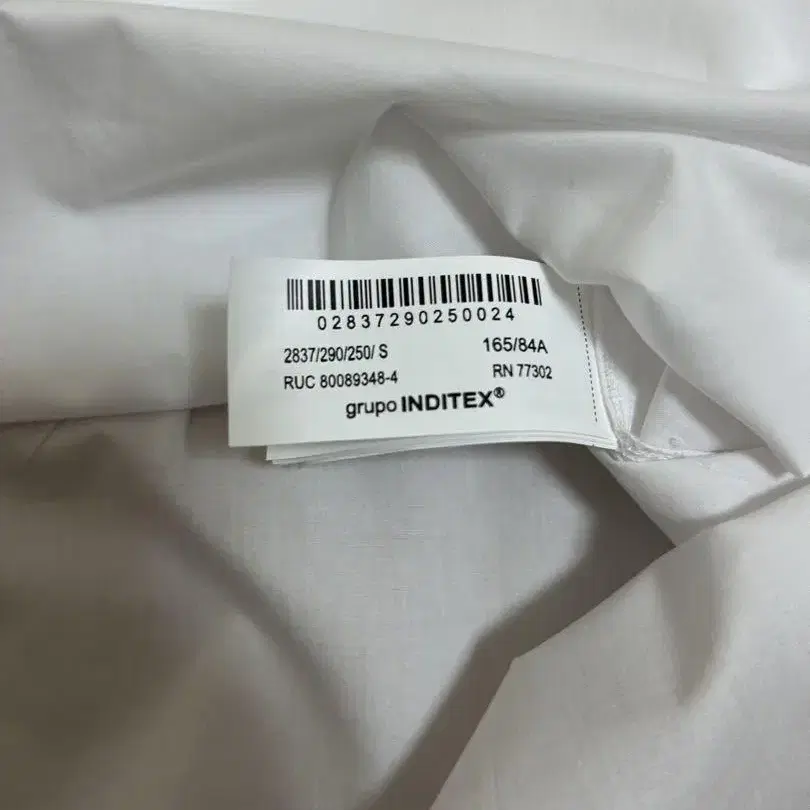 02837290250024
2837/290/250/ S 165/84A
RUC 80089348-4 RN 77302
grupo INDITEX®